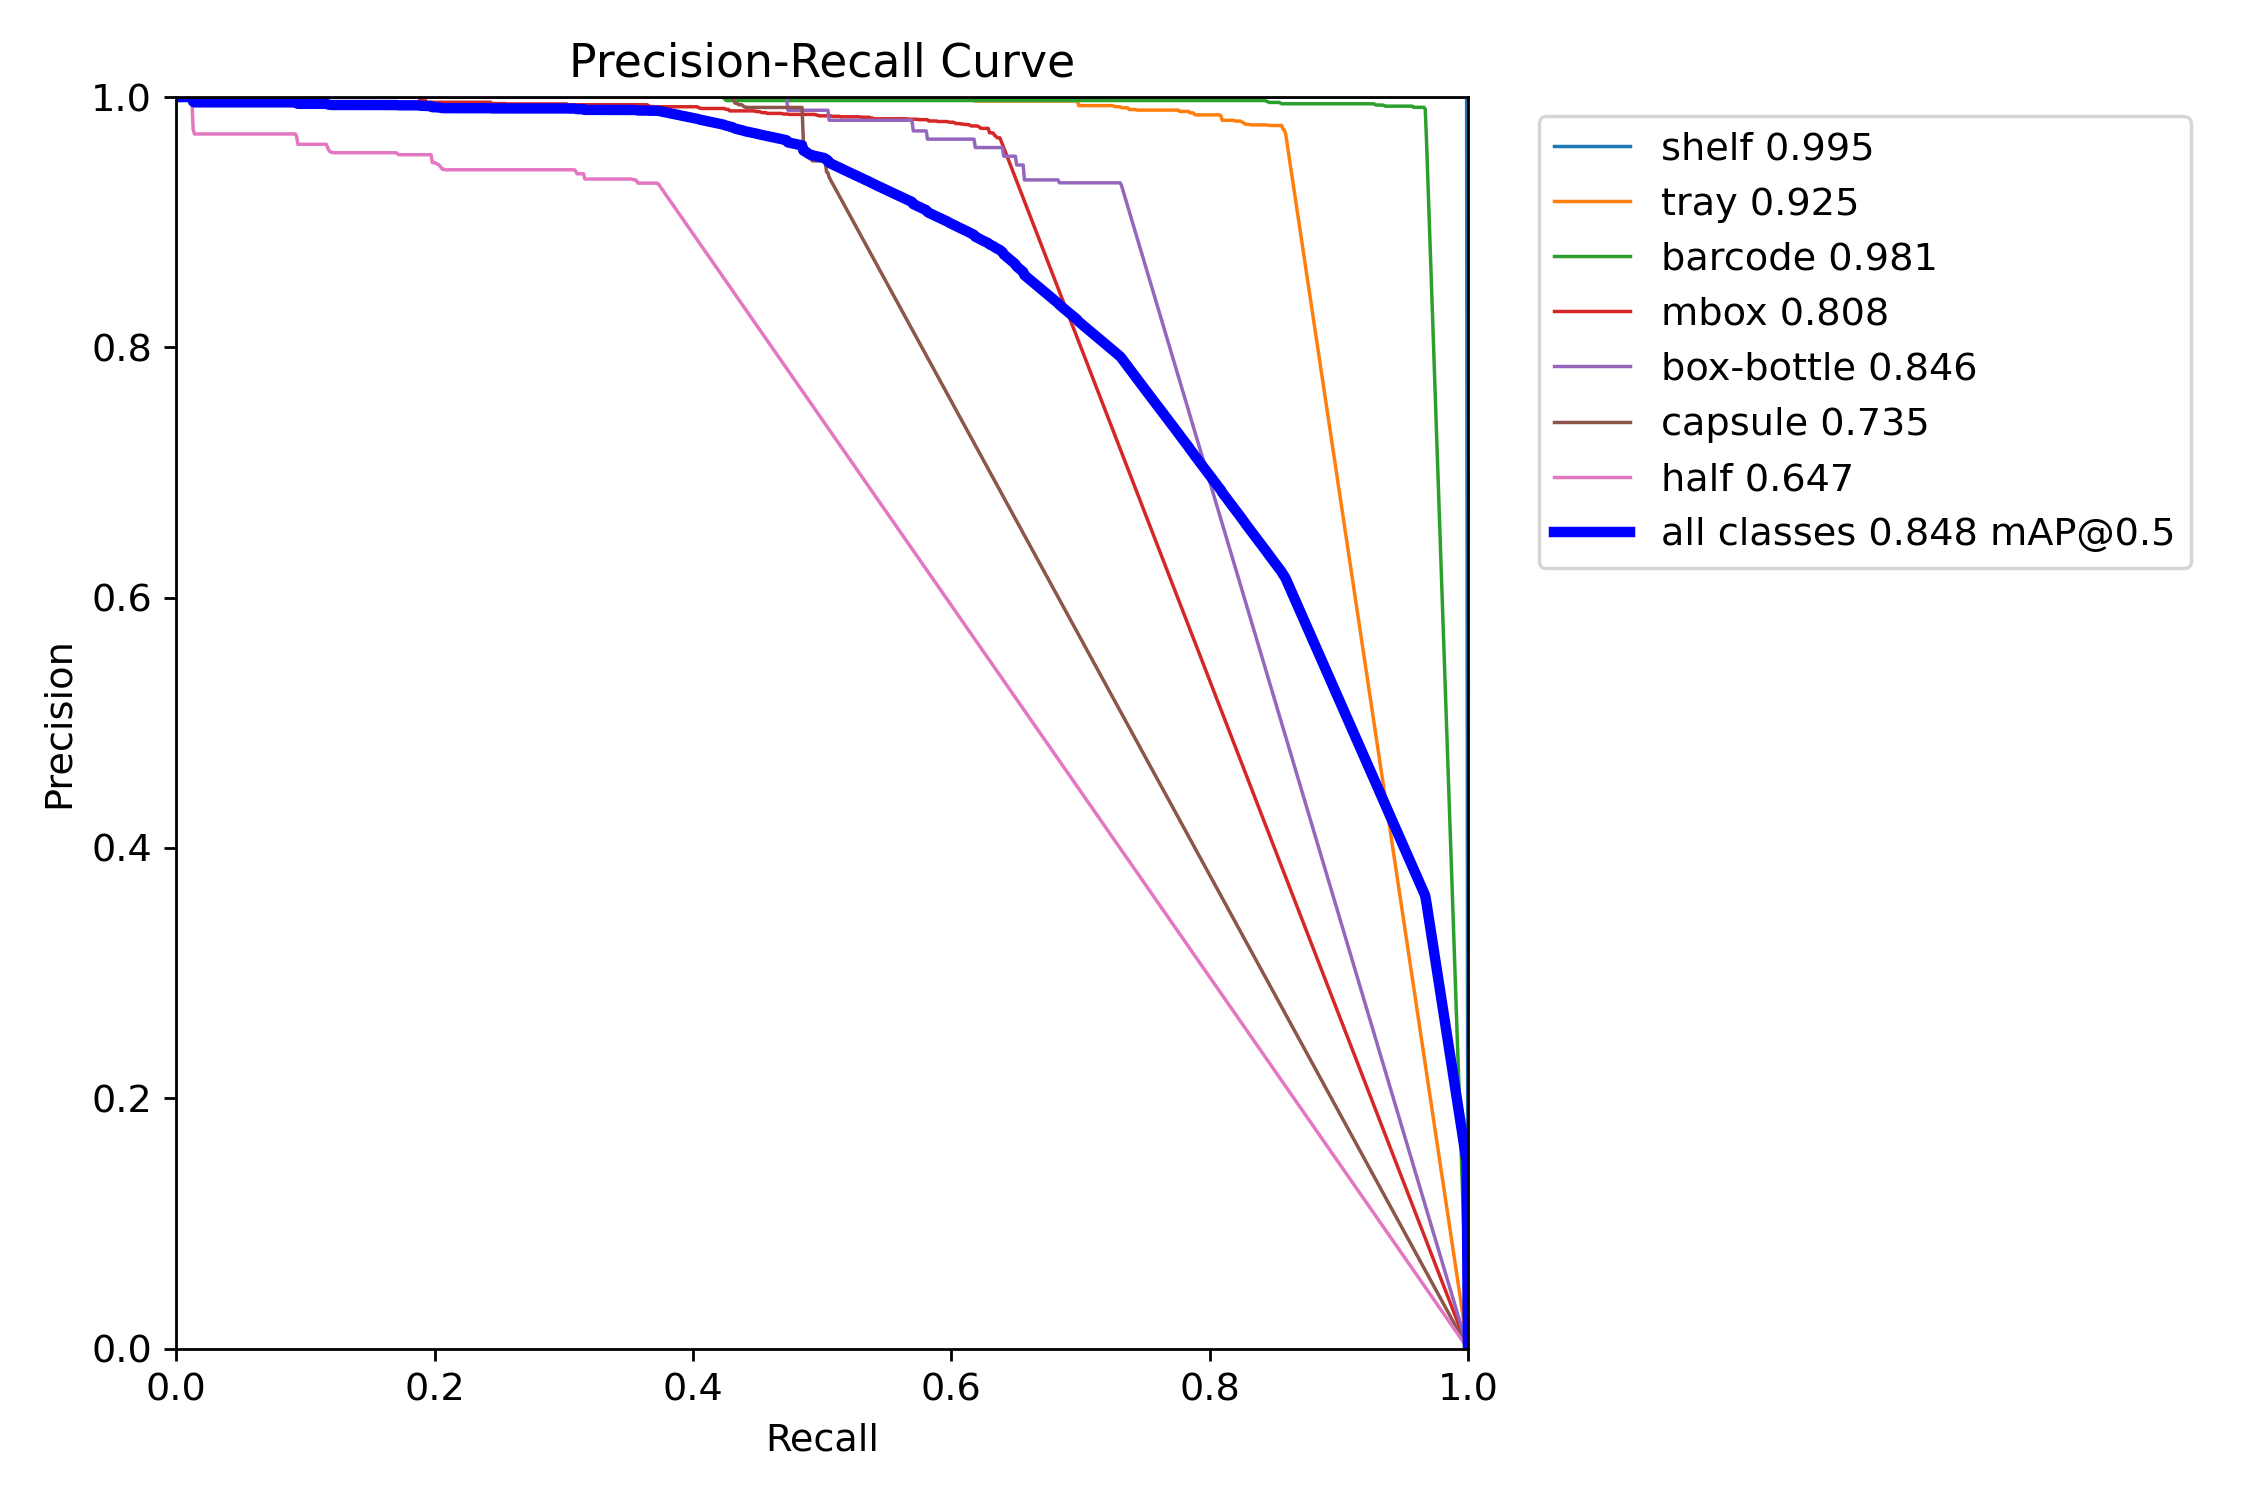 Precision-Recall Curve
1.0
0.8
0.6
0.4
0.2
0.0
Precision
0.0 0.2 0.4 0.6 0.8 1.0
Recall
shelf 0.995
tray 0.925
barcode 0.981
mbox 0.808
box-bottle 0.846
capsule 0.735
half 0.647
all classes 0.848 mAP@0.5